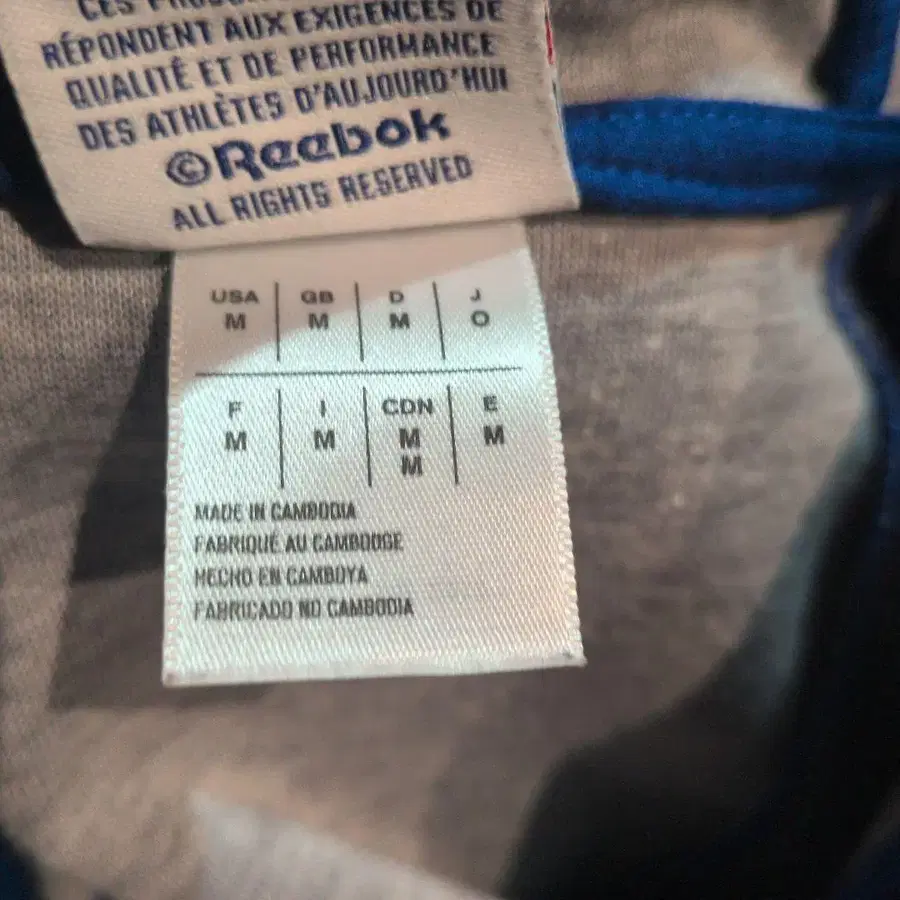 CES
RÉPONDENT AUX EXIGENCES DE
QUALITÉ ET DE PERFORMANCE
DES ATHLÈTES D'AUJOURD'HUI
©Reebok
ALL RIGHTS RESERVED
USA GB D J
M M M O
F I CDN E
M M M M
M
MADE IN CAMBODIA
FABRIQUÉ AU CAMBODGE
HECHO EN CAMBOYA
FABRICADO NO CAMBODIA